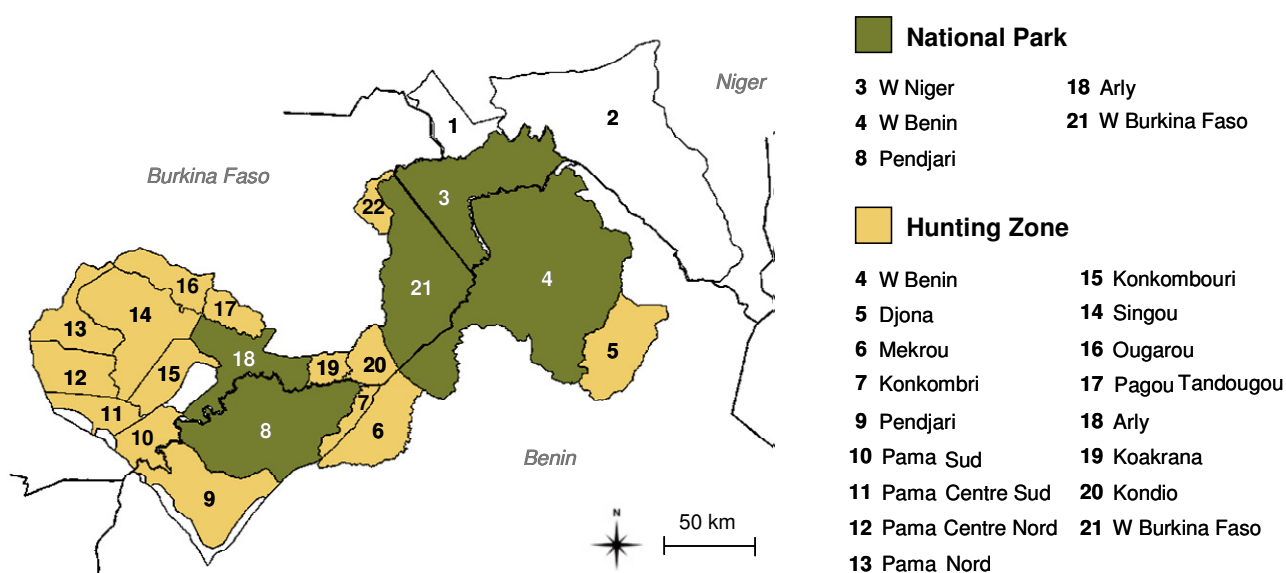 Niger
1
2
Burkina Faso
3
22
4
21
16
17
14
13
18
5
19
20
15
12
7
11
8
6
10
Benin
9
N
50 km
National Park
3 W Niger
4 W Benin
8 Pendjari
18 Arly
21 W Burkina Faso
Hunting Zone
4 W Benin
5 Djona
6 Mekrou
7 Konkombri
9 Pendjari
10 Pama Sud
11 Pama Centre Sud
12 Pama Centre Nord
13 Pama Nord
15 Konkombouri
14 Singou
16 Ougarou
17 Pagou Tandougou
18 Arly
19 Koakrana
20 Kondio
21 W Burkina Faso